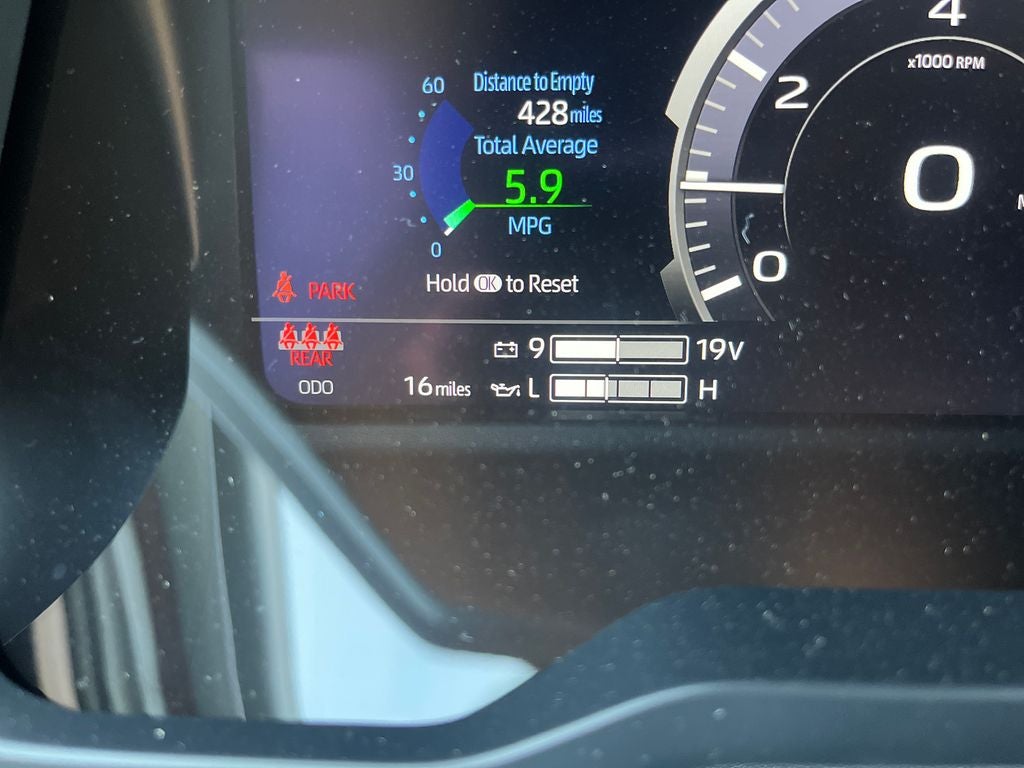 4
x1000 RPM
2
0
0
60
30
0
Distance to Empty
428 miles
Total Average
5.9
MPG
Hold OK to Reset
PARK
REAR
ODO 16 miles
9 19V
L H